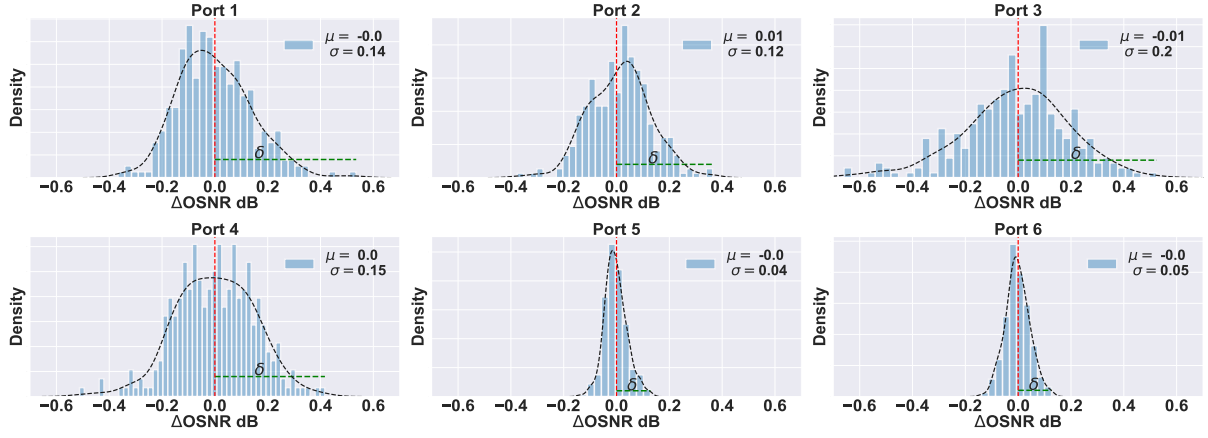 Port 1
Density
μ = -0.0
σ = 0.14
δ
−0.6 −0.4 −0.2 0.0 0.2 0.4 0.6
ΔOSNR dB
Port 2
Density
μ = 0.01
σ = 0.12
δ
−0.6 −0.4 −0.2 0.0 0.2 0.4 0.6
ΔOSNR dB
Port 3
Density
μ = -0.01
σ = 0.2
δ
−0.6 −0.4 −0.2 0.0 0.2 0.4 0.6
ΔOSNR dB
Port 4
Density
μ = 0.0
σ = 0.15
δ
−0.6 −0.4 −0.2 0.0 0.2 0.4 0.6
ΔOSNR dB
Port 5
Density
μ = -0.0
σ = 0.04
δ
−0.6 −0.4 −0.2 0.0 0.2 0.4 0.6
ΔOSNR dB
Port 6
Density
μ = -0.0
σ = 0.05
δ
−0.6 −0.4 −0.2 0.0 0.2 0.4 0.6
ΔOSNR dB